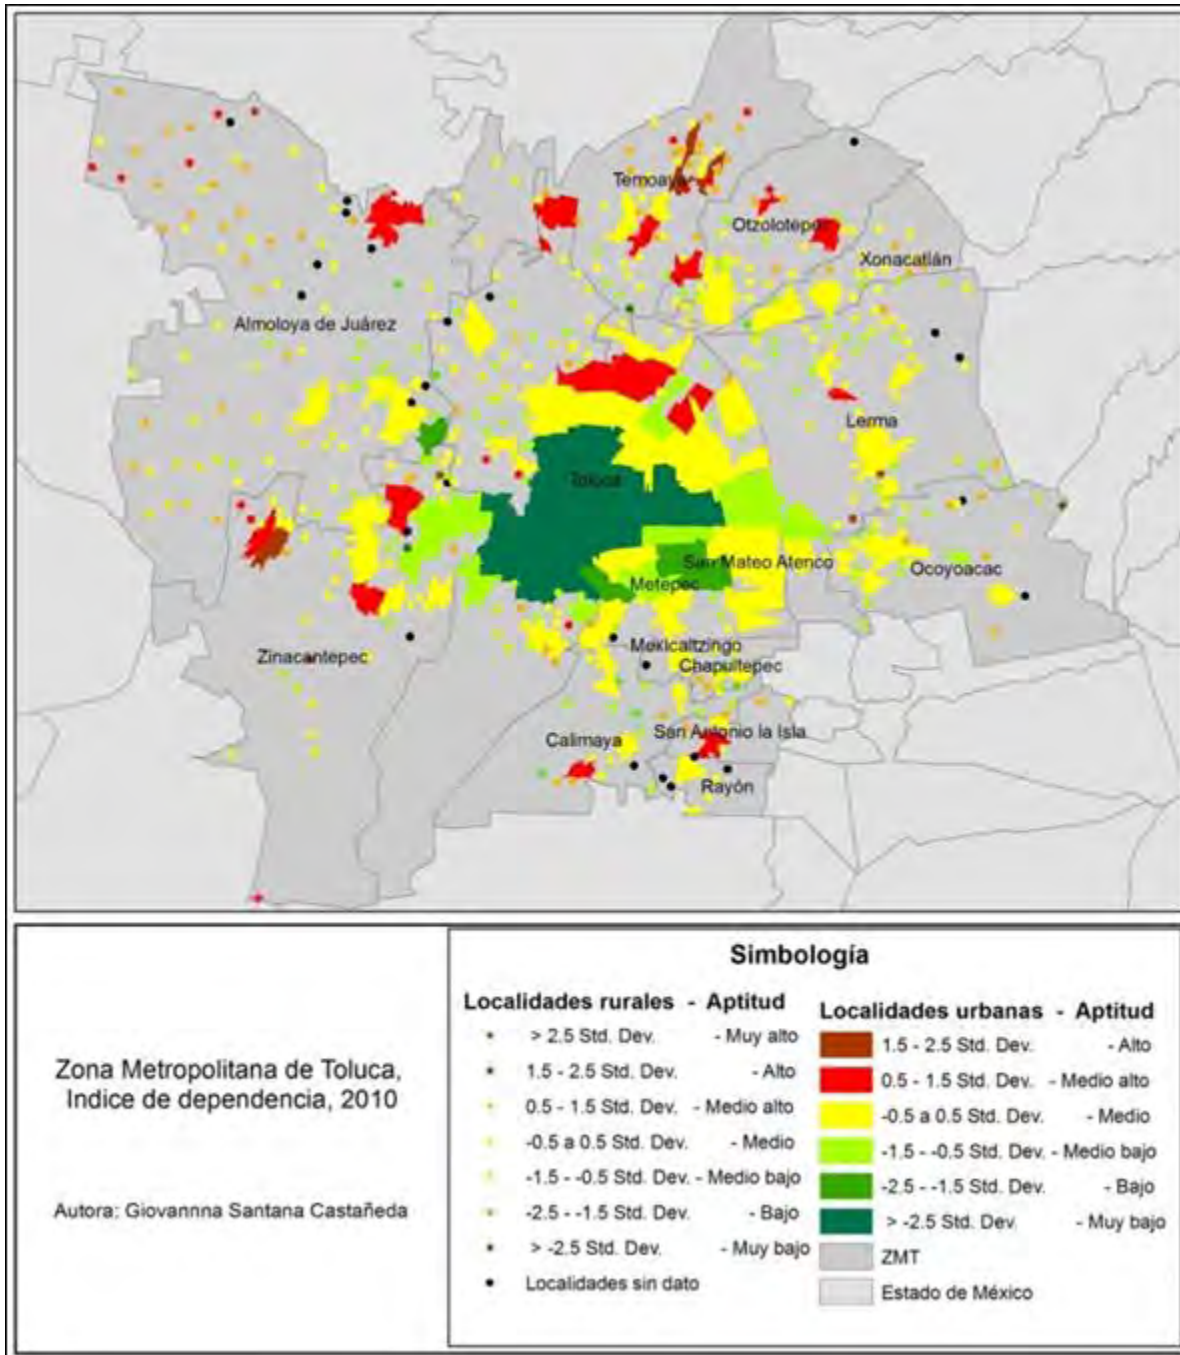 Temoaya
Otzolotepec
Xonacatlán
Almoloya de Juárez
Lerma
Toluca
San Mateo Atenco
Ocoyoacac
Metepec
Mexicaltzingo
Zinacantepec
Chapultepec
San Antonio la Isla
Calimaya
Rayón
Zona Metropolitana de Toluca,
Indice de dependencia, 2010
Autora: Giovannna Santana Castañeda
Simbología
Localidades rurales - Aptitud
> 2.5 Std. Dev. - Muy alto
1.5 - 2.5 Std. Dev. - Alto
0.5 - 1.5 Std. Dev. - Medio alto
-0.5 a 0.5 Std. Dev. - Medio
-1.5 - -0.5 Std. Dev. - Medio bajo
-2.5 - -1.5 Std. Dev. - Bajo
> -2.5 Std. Dev. - Muy bajo
Localidades sin dato
Localidades urbanas - Aptitud
1.5 - 2.5 Std. Dev. - Alto
0.5 - 1.5 Std. Dev. - Medio alto
-0.5 a 0.5 Std. Dev. - Medio
-1.5 - -0.5 Std. Dev. - Medio bajo
-2.5 - -1.5 Std. Dev. - Bajo
> -2.5 Std. Dev. - Muy bajo
ZMT
Estado de México